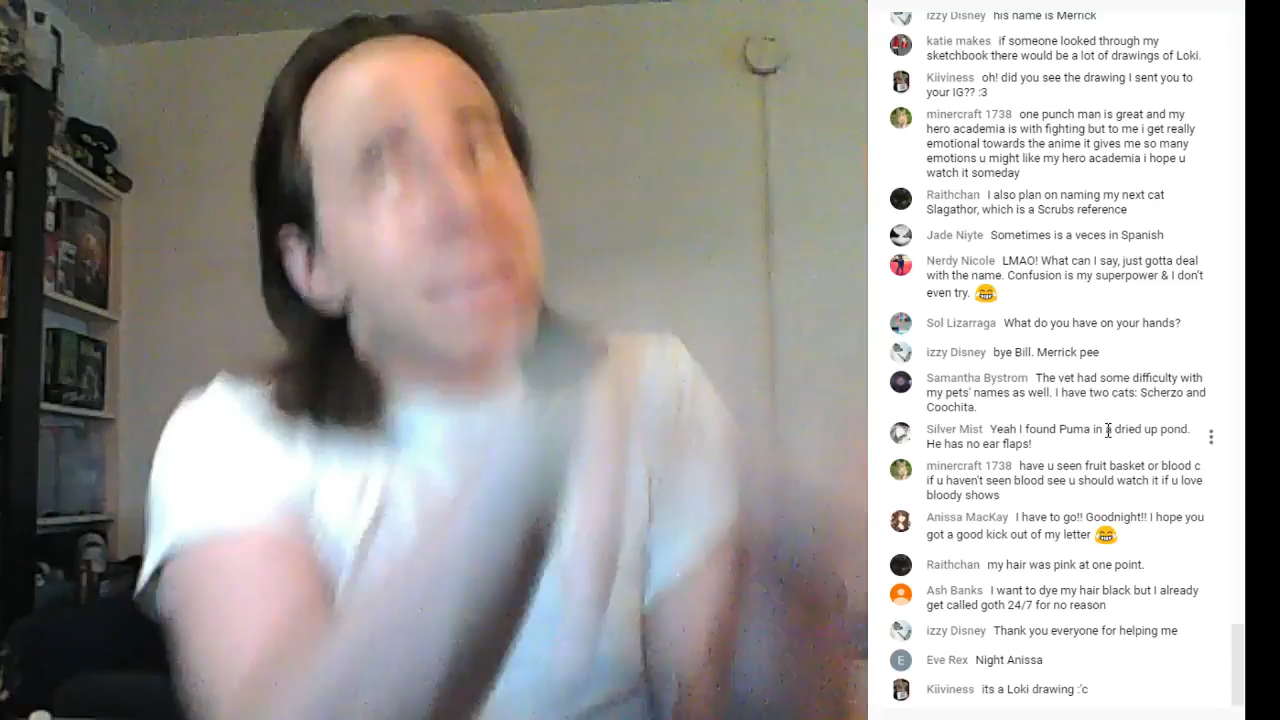 izzy Disney his name is Merrick
katie makes if someone looked through my
sketchbook there would be a lot of drawings of Loki.
Kiiviness oh! did you see the drawing I sent you to
your IG?? :3
minercraft 1738 one punch man is great and my
hero academia is with fighting but to me i get really
emotional towards the anime it gives me so many
emotions u might like my hero academia i hope u
watch it someday
Raithchan I also plan on naming my next cat
Slagathor, which is a Scrubs reference
Jade Niyte Sometimes is a veces in Spanish
Nerdy Nicole LMAO! What can I say, just gotta deal
with the name. Confusion is my superpower & I don't
even try. 😂
Sol Lizarraga What do you have on your hands?
izzy Disney bye Bill. Merrick pee
Samantha Bystrom The vet had some difficulty with
my pets' names as well. I have two cats: Scherzo and
Coochita.
Silver Mist Yeah I found Puma in a dried up pond.
He has no ear flaps!
minercraft 1738 have u seen fruit basket or blood c
if u haven't seen blood see u should watch it if u love
bloody shows
Anissa MacKay I have to go!! Goodnight!! I hope you
got a good kick out of my letter 😂
Raithchan my hair was pink at one point.
Ash Banks I want to dye my hair black but I already
get called goth 24/7 for no reason
izzy Disney Thank you everyone for helping me
E Eve Rex Night Anissa
Kiiviness its a Loki drawing :'c